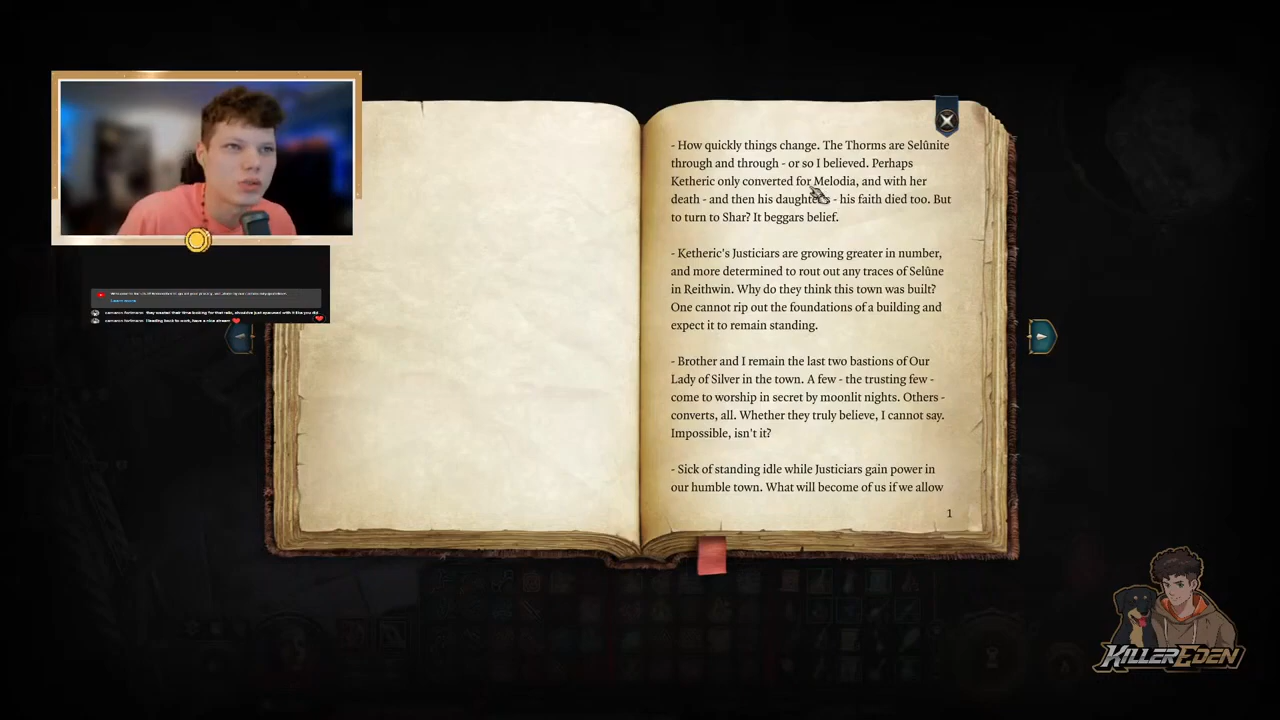 - How quickly things change. The Thorms are Selûnite
through and through - or so I believed. Perhaps
Ketheric only converted for Melodia, and with her
death - and then his daughter's - his faith died too. But
to turn to Shar? It beggars belief.
- Ketheric's Justiciars are growing greater in number,
and more determined to rout out any traces of Selûne
in Reithwin. Why do they think this town was built?
One cannot rip out the foundations of a building and
expect it to remain standing.
- Brother and I remain the last two bastions of Our
Lady of Silver in the town. A few - the trusting few -
come to worship in secret by moonlit nights. Others -
converts, all. Whether they truly believe, I cannot say.
Impossible, isn't it?
- Sick of standing idle while Justiciars gain power in
our humble town. What will become of us if we allow
1
KILLEREDEN